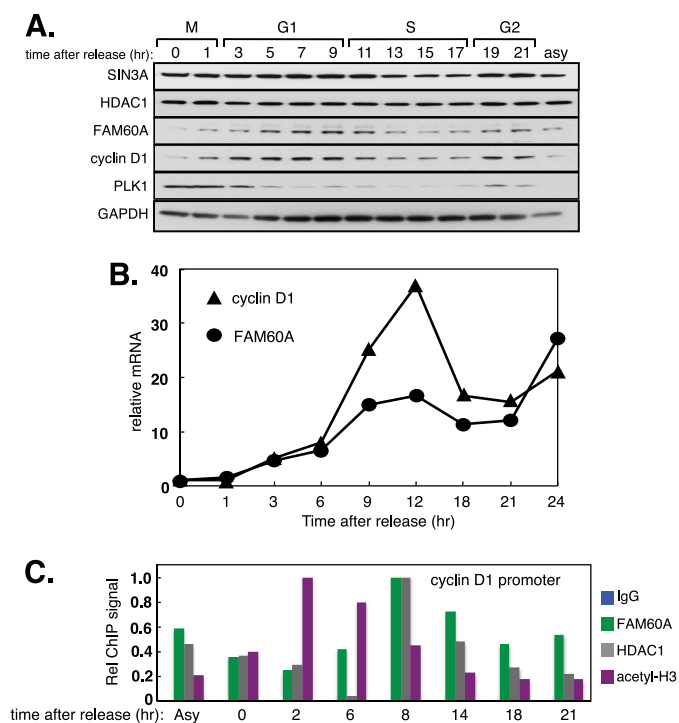 A.
M G1 S G2
time after release (hr): 0 1 3 5 7 9 11 13 15 17 19 21 asy
SIN3A
HDAC1
FAM60A
cyclin D1
PLK1
GAPDH
B.
40
30
20
10
0
relative mRNA
cyclin D1
FAM60A
0 1 3 6 9 12 18 21 24
Time after release (hr)
C.
Rel ChIP signal
1.0
0.8
0.6
0.4
0.2
0
cyclin D1 promoter
IgG
FAM60A
HDAC1
acetyl-H3
time after release (hr): Asy 0 2 6 8 14 18 21